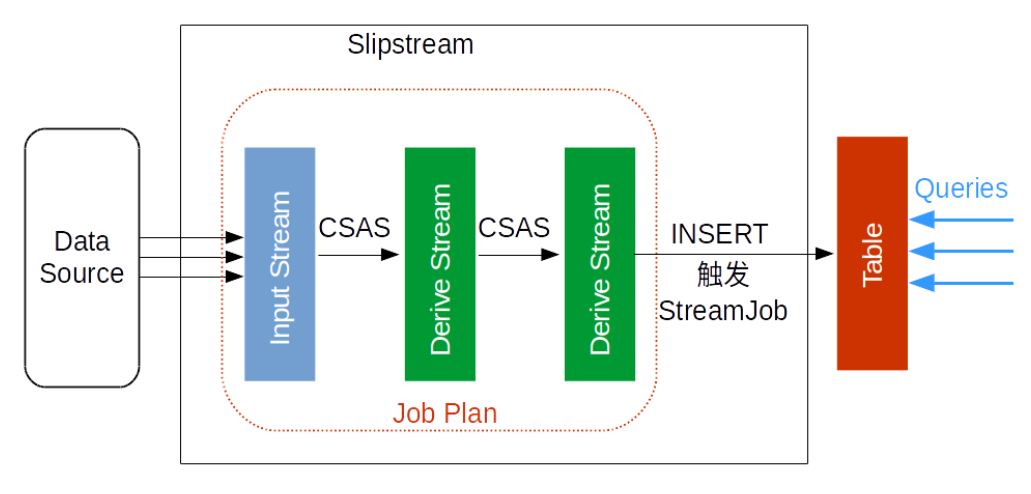 Slipstream
Data
Source
Input Stream
CSAS
Derive Stream
CSAS
Derive Stream
INSERT
触发
StreamJob
Table
Queries
Job Plan